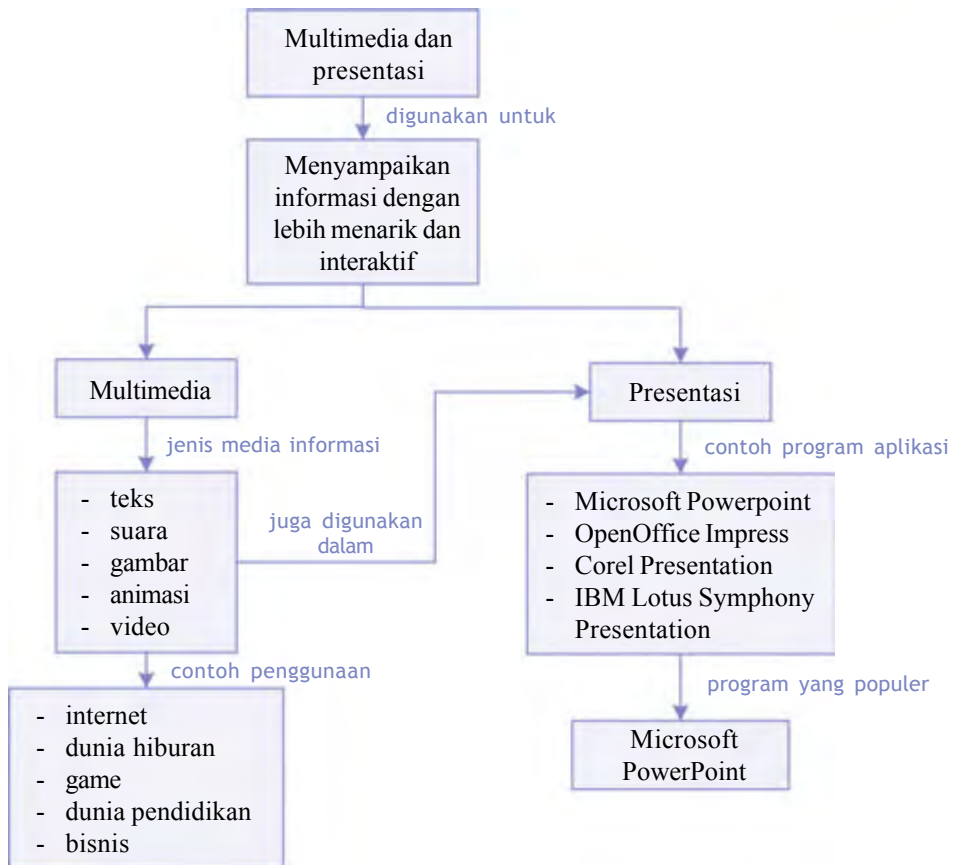 Multimedia dan
presentasi
digunakan untuk
Menyampaikan
informasi dengan
lebih menarik dan
interaktif
Multimedia
Presentasi
jenis media informasi
contoh program aplikasi
- teks
- suara
- gambar
- animasi
- video
juga digunakan
dalam
- Microsoft Powerpoint
- OpenOffice Impress
- Corel Presentation
- IBM Lotus Symphony
Presentation
contoh penggunaan
program yang populer
- internet
- dunia hiburan
- game
- dunia pendidikan
- bisnis
Microsoft
PowerPoint